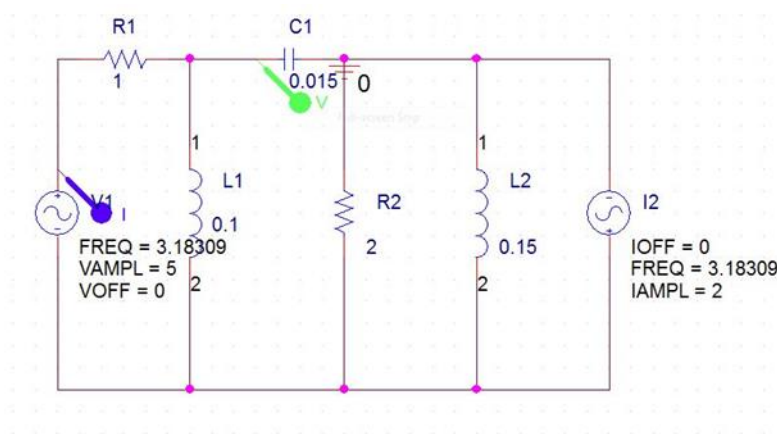 R1
1
C1
0.015
0
V
1
L1
0.1
2
R2
2
1
L2
0.15
2
V1
I
FREQ = 3.18309
VAMPL = 5
VOFF = 0
I2
IOFF = 0
FREQ = 3.18309
IAMPL = 2